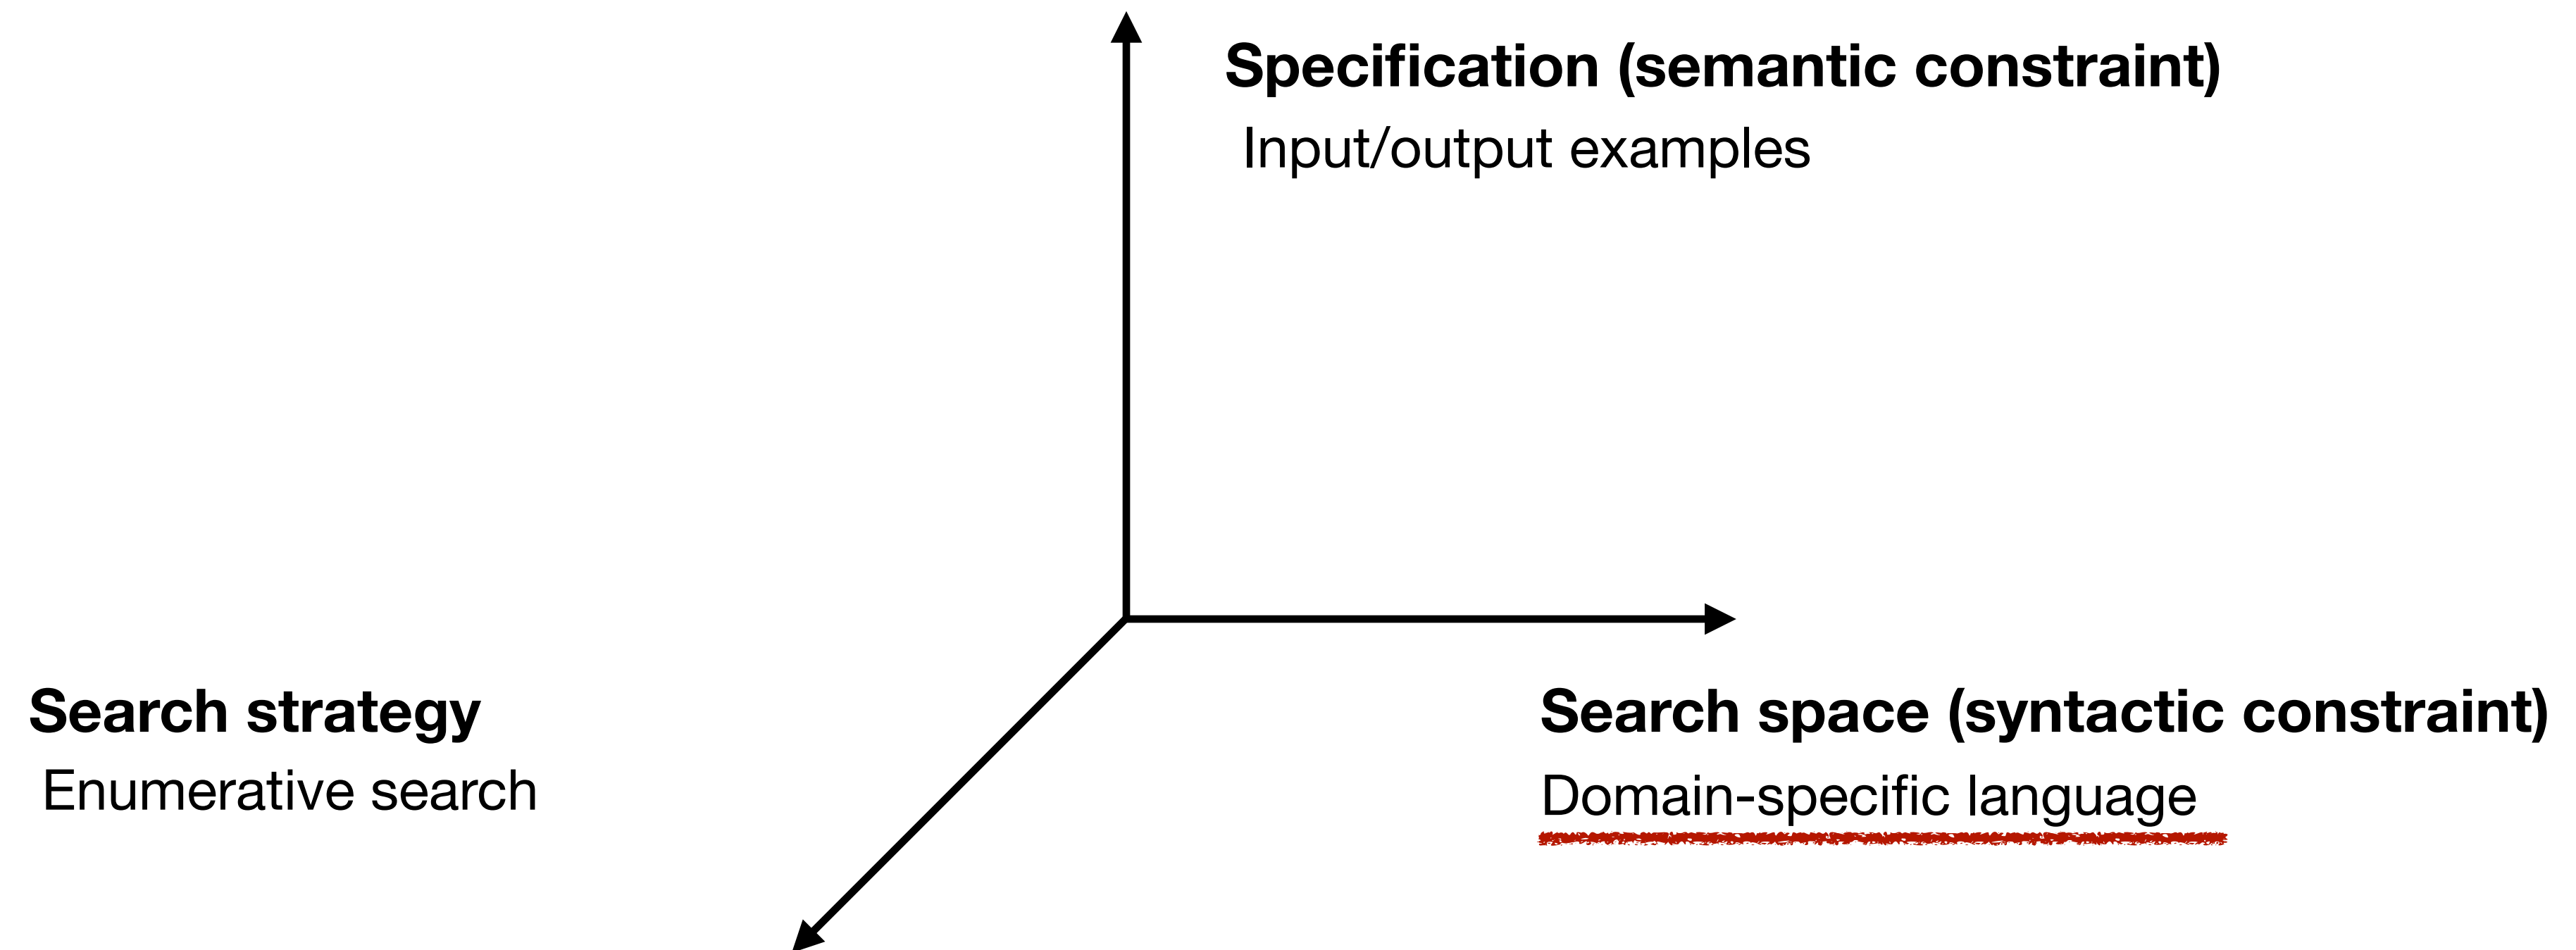 Specification (semantic constraint)
Input/output examples
Search strategy
Enumerative search
Search space (syntactic constraint)
Domain-specific language